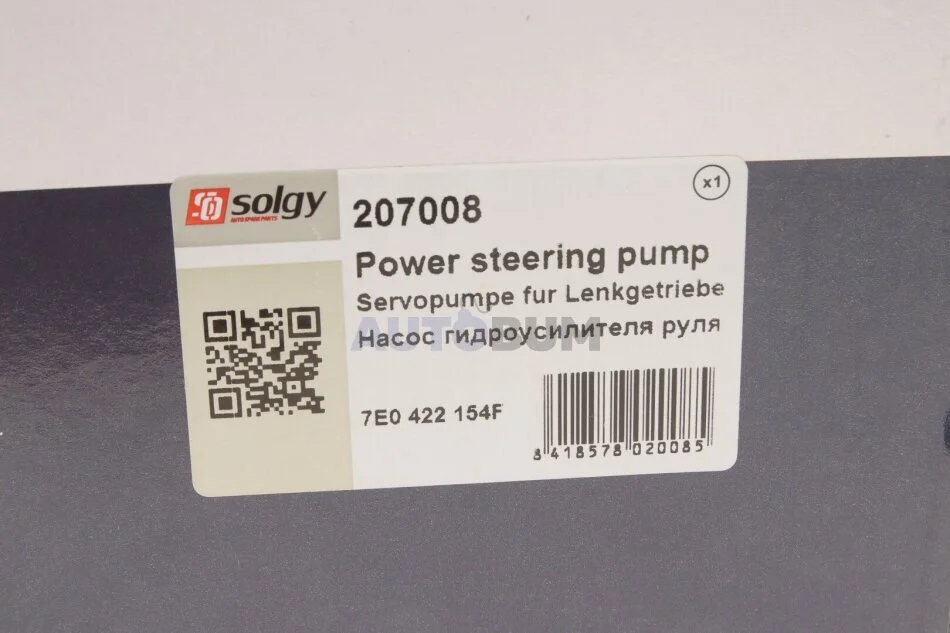 solgy
AUTO SPARE PARTS
207008
x1
Power steering pump
Servopumpe fur Lenkgetriebe
Насос гидроусилителя руля
AUTOBUM
7E0 422 154F
8 418578 020085